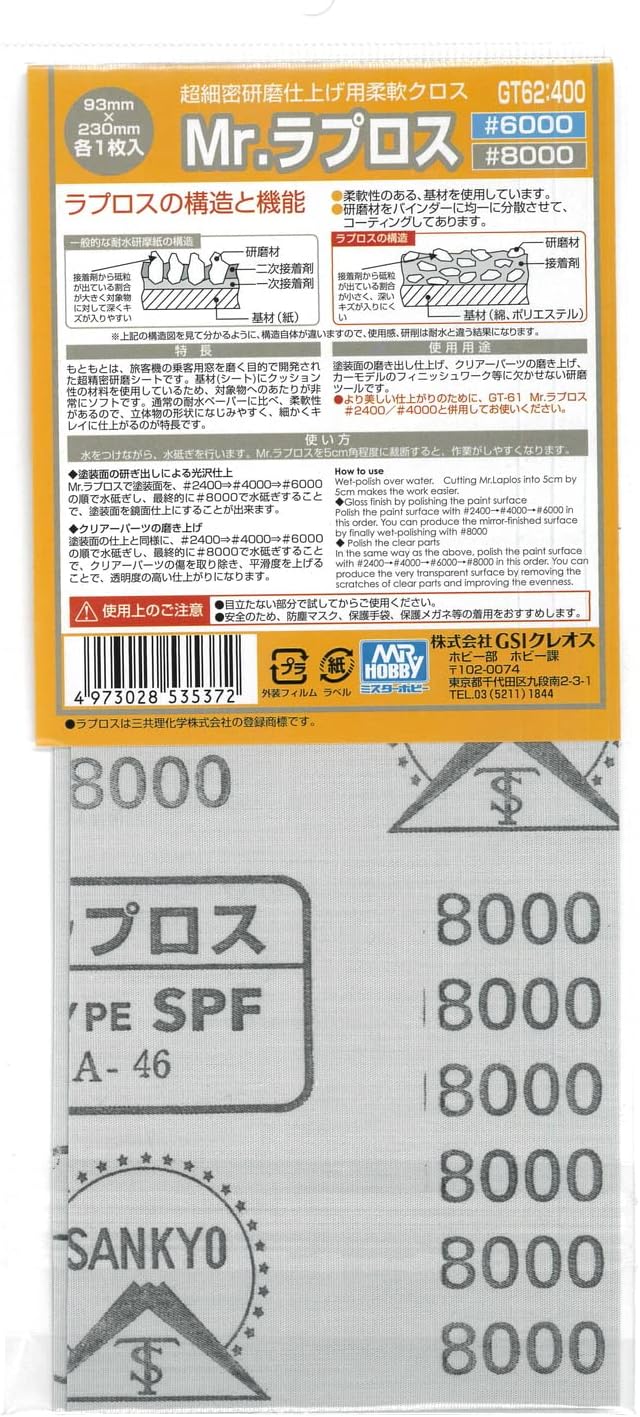 93mm
×
230mm
各1枚入
超細密研磨仕上げ用柔軟クロス
GT62:400
Mr.ラプロス
#6000
#8000
ラプロスの構造と機能
●柔軟性のある、基材を使用しています。
●研磨材をバインダーに均一に分散させて、
コーティングしてあります。
一般的な耐水研摩紙の構造
接着剤から砥粒
が出ている割合
が大きく対象物
に対して深くキ
ズが入りやすい
研磨材
二次接着剤
一次接着剤
基材(紙)
ラプロスの構造
接着剤から砥粒
が出ている割合
が小さく、深い
キズが入りにく
い
研磨材
接着剤
基材(綿、ポリエステル)
※上記の構造図を見て分かるように、構造自体が違いますので、使用感、研削は耐水と違う結果になります。
特長
もともとは、旅客機の乗客用窓を磨く目的で開発され
た超精密研磨シートです。基材(シート)にクッション
性の材料を使用しているため、対象物へのあたりが非
常にソフトです。通常の耐水ペーパーに比べ、柔軟性
があるので、立体物の形状になじみやすく、細かくキ
レイに仕上がるのが特長です。
使用用途
塗装面の磨き出し仕上げ、クリアーパーツの磨き上げ、
カーモデルのフィニッシュワーク等に欠かせない研磨
ツールです。
●より美しい仕上がりのために、GT-61 Mr.ラプロス
#2400/#4000と併用してお使いください。
使い方
水をつけながら、水砥ぎを行います。Mr.ラプロスを5cm角程度に裁断すると、作業がしやすくなります。
◆塗装面の研ぎ出しによる光沢仕上
Mr.ラプロスで塗装面を、#2400⇒#4000⇒#6000
の順で水砥ぎし、最終的に#8000で水砥ぎすること
で、塗装面を鏡面仕上にすることが出来ます。
◆クリアーパーツの磨き上げ
塗装面の仕上と同様に、#2400⇒#4000⇒#6000
の順で水砥ぎし、最終的に#8000で水砥ぎすること
で、クリアーパーツの傷を取り除き、平滑度を上げる
ことで、透明度の高い仕上がりになります。
How to use
Wet-polish over water. Cutting Mr.Laplos into 5cm by
5cm makes the work easier.
◆Gloss finish by polishing the paint surface
Polish the paint surface with #2400→#4000→#6000 in
this order. You can produce the mirror-finished surface
by finally wet-polishing with #8000
◆ Polish the clear parts
In the same way as the above, polish the paint surface
with #2400→#4000→#6000→#8000 in this order. You can
produce the very transparent surface by removing the
scratches of clear parts and improving the evenness.
使用上のご注意
●目立たない部分で試してからご使用ください。
●安全のため、防塵マスク、保護手袋、保護メガネ等の着用をおすすめします。
4 973028 535372
プラ
外装フィルム
紙
ラベル
MR.
HOBBY
ミスターホビー
株式会社GSIクレオス
ホビー部 ホビー課
〒102-0074
東京都千代田区九段南2-3-1
TEL.03(5211)1844
●ラプロスは三共理化学株式会社の登録商標です。
8000
プロス
YPE SPF
A-46
SANKYO
8000
8000
8000
8000
8000
8000